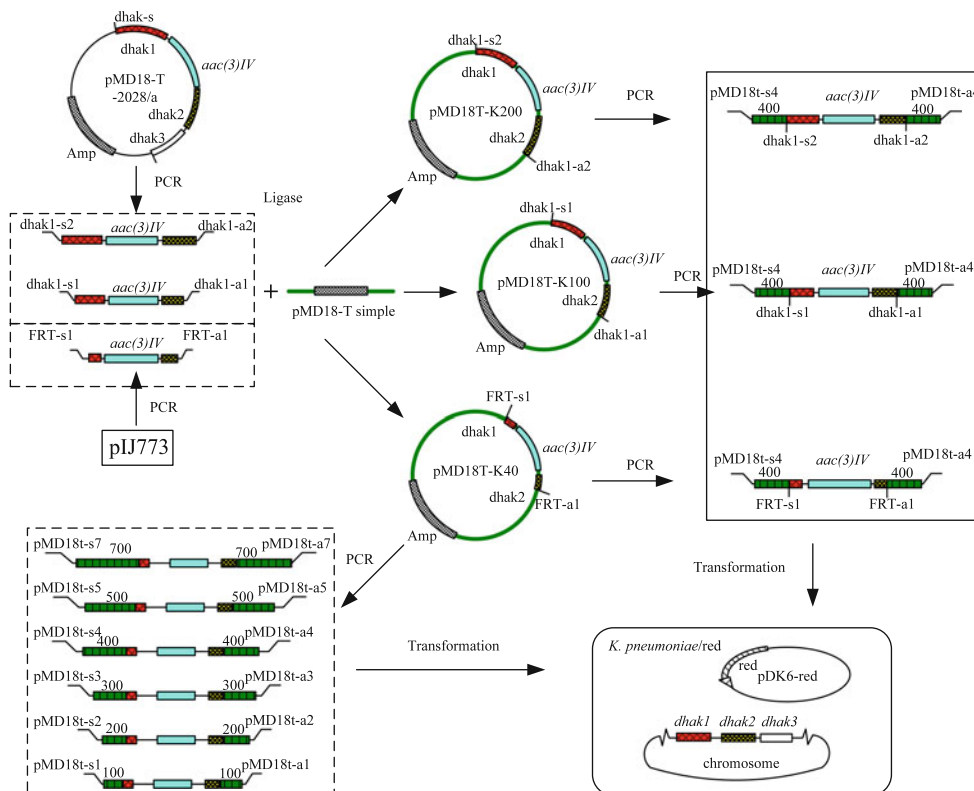 dhak-s
dhak1
aac(3)IV
pMD18-T
-2028/a
dhak2
dhak3
Amp
PCR
Ligase
dhak1-s2
aac(3)IV
dhak1-a2
dhak1-s1
aac(3)IV
dhak1-a1
FRT-s1
aac(3)IV
FRT-a1
PCR
pIJ773
+
pMD18-T simple
dhak1-s2
dhak1
aac(3)IV
pMD18T-K200
dhak2
dhak1-a2
Amp
PCR
dhak1-s1
dhak1
aac(3)IV
pMD18T-K100
dhak2
dhak1-a1
Amp
PCR
FRT-s1
dhak1
aac(3)IV
pMD18T-K40
dhak2
FRT-a1
Amp
PCR
PCR
pMD18t-s4
pMD18t-a4
400
aac(3)IV
400
dhak1-s2
dhak1-a2
pMD18t-s4
aac(3)IV
pMD18t-a4
400
400
dhak1-s1
dhak1-a1
pMD18t-s4
aac(3)IV
pMD18t-a4
400
400
FRT-s1
FRT-a1
Transformation
pMD18t-s7
700
700
pMD18t-a7
pMD18t-s5
500
500
pMD18t-a5
pMD18t-s4
400
400
pMD18t-a4
pMD18t-s3
300
300
pMD18t-a3
pMD18t-s2
200
200
pMD18t-a2
pMD18t-s1
100
100
pMD18t-a1
Transformation
K. pneumoniae/red
red
pDK6-red
dhak1
dhak2
dhak3
chromosome